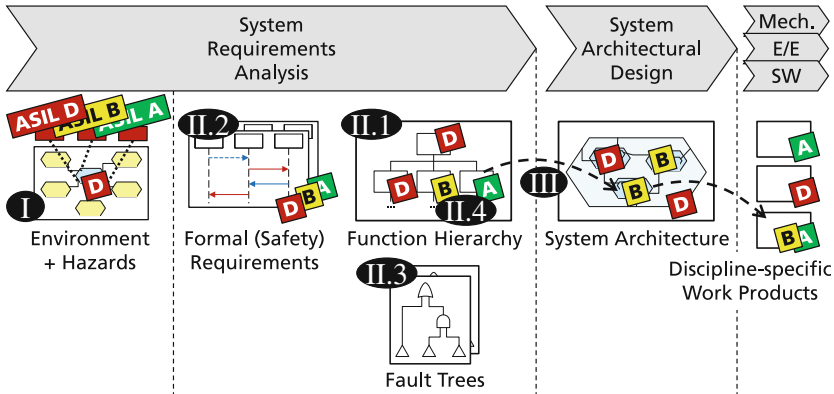 System
Requirements
Analysis
System
Architectural
Design
Mech.
E/E
SW
ASIL D
ASIL B
ASIL A
D
I
Environment
+ Hazards
II.2
D
B
A
Formal (Safety)
Requirements
II.1
D
D
B
A
II.4
Function Hierarchy
II.3
Fault Trees
III
D
B
B
D
System Architecture
A
D
B
A
Discipline-specific
Work Products